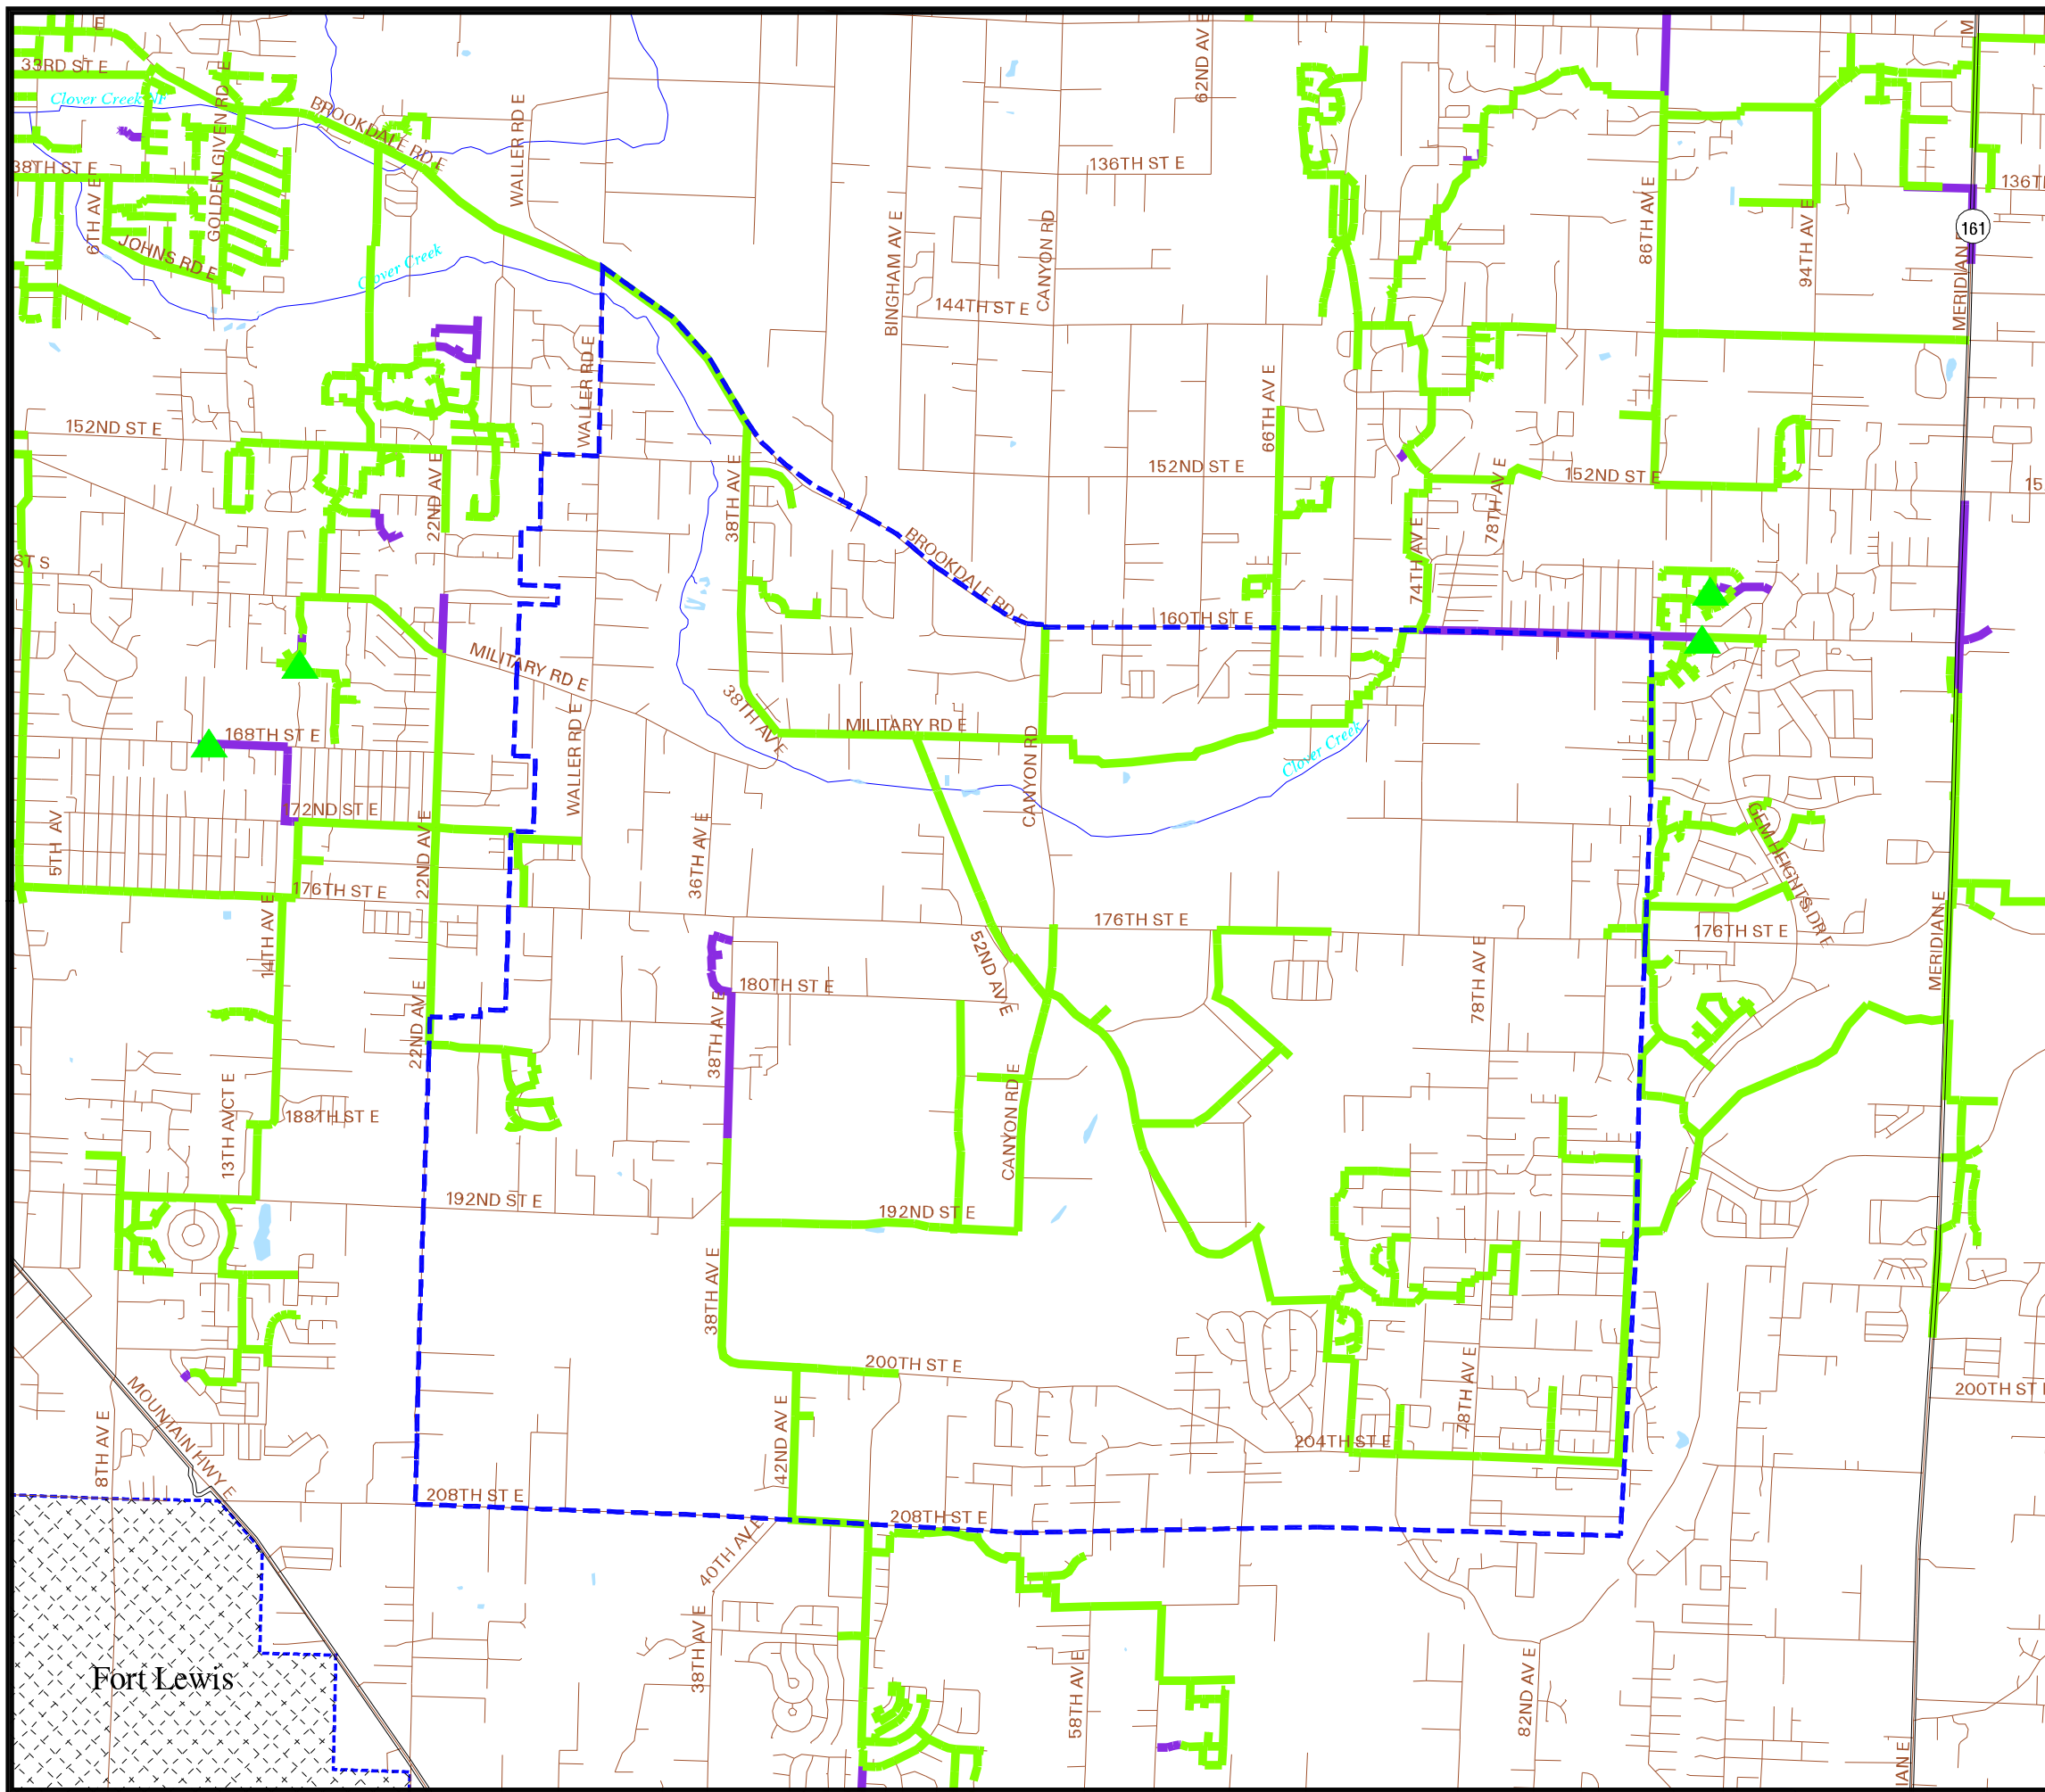 E
62ND AV E
M
33RD ST E
Clover Creek NF
GOLDEN GIVEN RD E
BROOKDALE RD E
WALLER RD E
136TH ST E
38TH ST E
6TH AV E
JOHNS RD E
Clover Creek
BINGHAM AV E
CANYON RD
144TH ST E
86TH AV E
94TH AV E
161
MERIDIAN E
WALLER RD E
66TH AV E
152ND ST E
22ND AV E
38TH AV E
152ND ST E
78TH AV E
152ND ST E
15
ST S
BROOKDALE RD E
74TH AV E
160TH ST E
MILITARY RD E
38TH AV E
MILITARY RD E
CANYON RD
Clover Creek
168TH ST E
WALLER RD E
172ND ST E
5TH AV
22ND AV E
36TH AV E
GEM HEIGHTS DR E
176TH ST E
14TH AV E
176TH ST E
52ND AV E
78TH AV E
176TH ST E
MERIDIAN E
180TH ST E
22ND AV E
38TH AV E
CANYON RD E
13TH AVCT E
188TH ST E
192ND ST E
192ND ST E
38TH AV E
200TH ST E
78TH AV E
MOUNTAIN HWY E
8TH AV E
42ND AV E
204TH ST E
208TH ST E
208TH ST E
40TH AV E
38TH AV E
58TH AV E
82ND AV E
Fort Lewis
IAN E